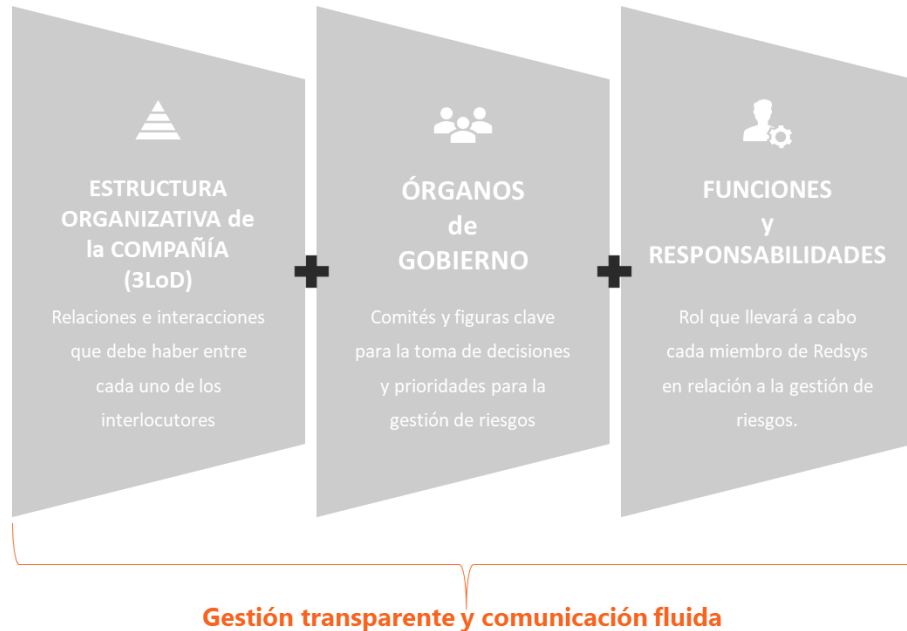 ESTRUCTURA
ORGANIZATIVA de
la COMPAÑÍA
(3LoD)
Relaciones e interacciones
que debe haber entre
cada uno de los
interlocutores
ÓRGANOS
de
GOBIERNO
Comités y figuras clave
para la toma de decisiones
y prioridades para la
gestión de riesgos
FUNCIONES
y
RESPONSABILIDADES
Rol que llevará a cabo
cada miembro de Redsys
en relación a la gestión de
riesgos.
Gestión transparente y comunicación fluida